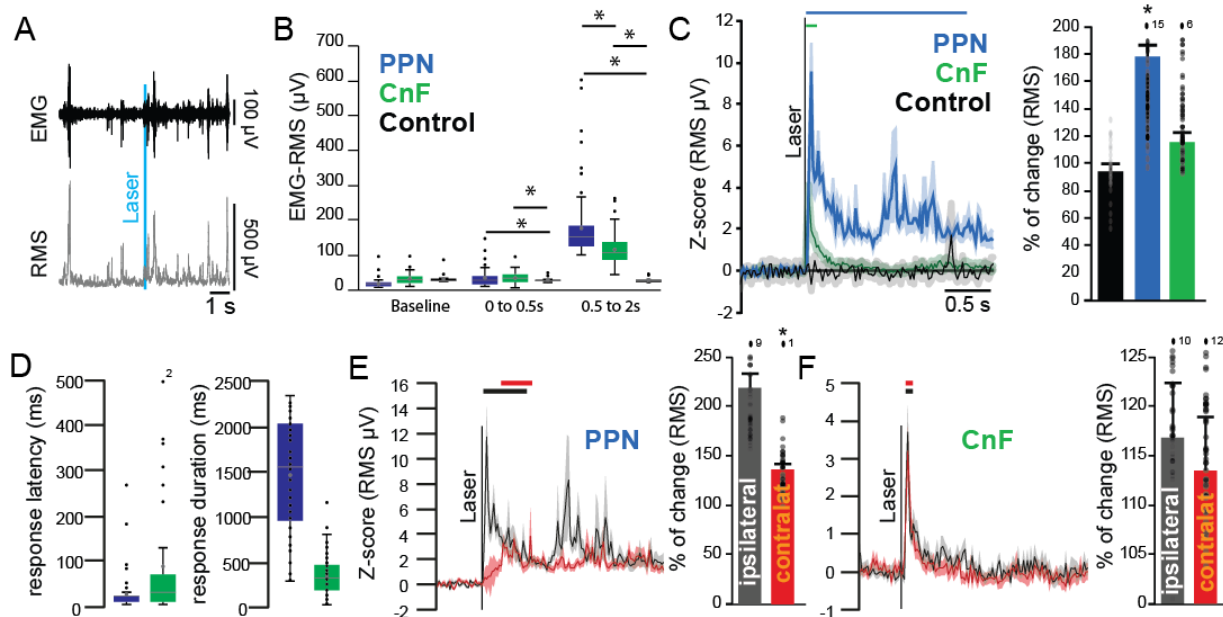 A
EMG
100 µV
RMS
500 µV
Laser
1 s
B
EMG-RMS (µV)
700
600
500
400
300
200
100
0
PPN
CnF
Control
*
*
*
*
*
Baseline
0 to 0.5s
0.5 to 2s
C
Z-score (RMS µV)
12
10
8
6
4
2
0
-2
Laser
PPN
CnF
Control
0.5 s
% of change (RMS)
200
180
160
140
120
100
80
60
40
20
0
*
15
6
D
response latency (ms)
500
400
300
200
100
0
2
response duration (ms)
2500
2000
1500
1000
500
0
E
Z-score (RMS µV)
16
14
12
10
8
6
4
2
0
-2
Laser
PPN
% of change (RMS)
250
200
150
100
50
0
9
*
1
ipsilateral
contralat
F
5
4
3
2
1
0
-1
Laser
CnF
% of change (RMS)
125
120
115
110
105
0
10
12
ipsilateral
contralat